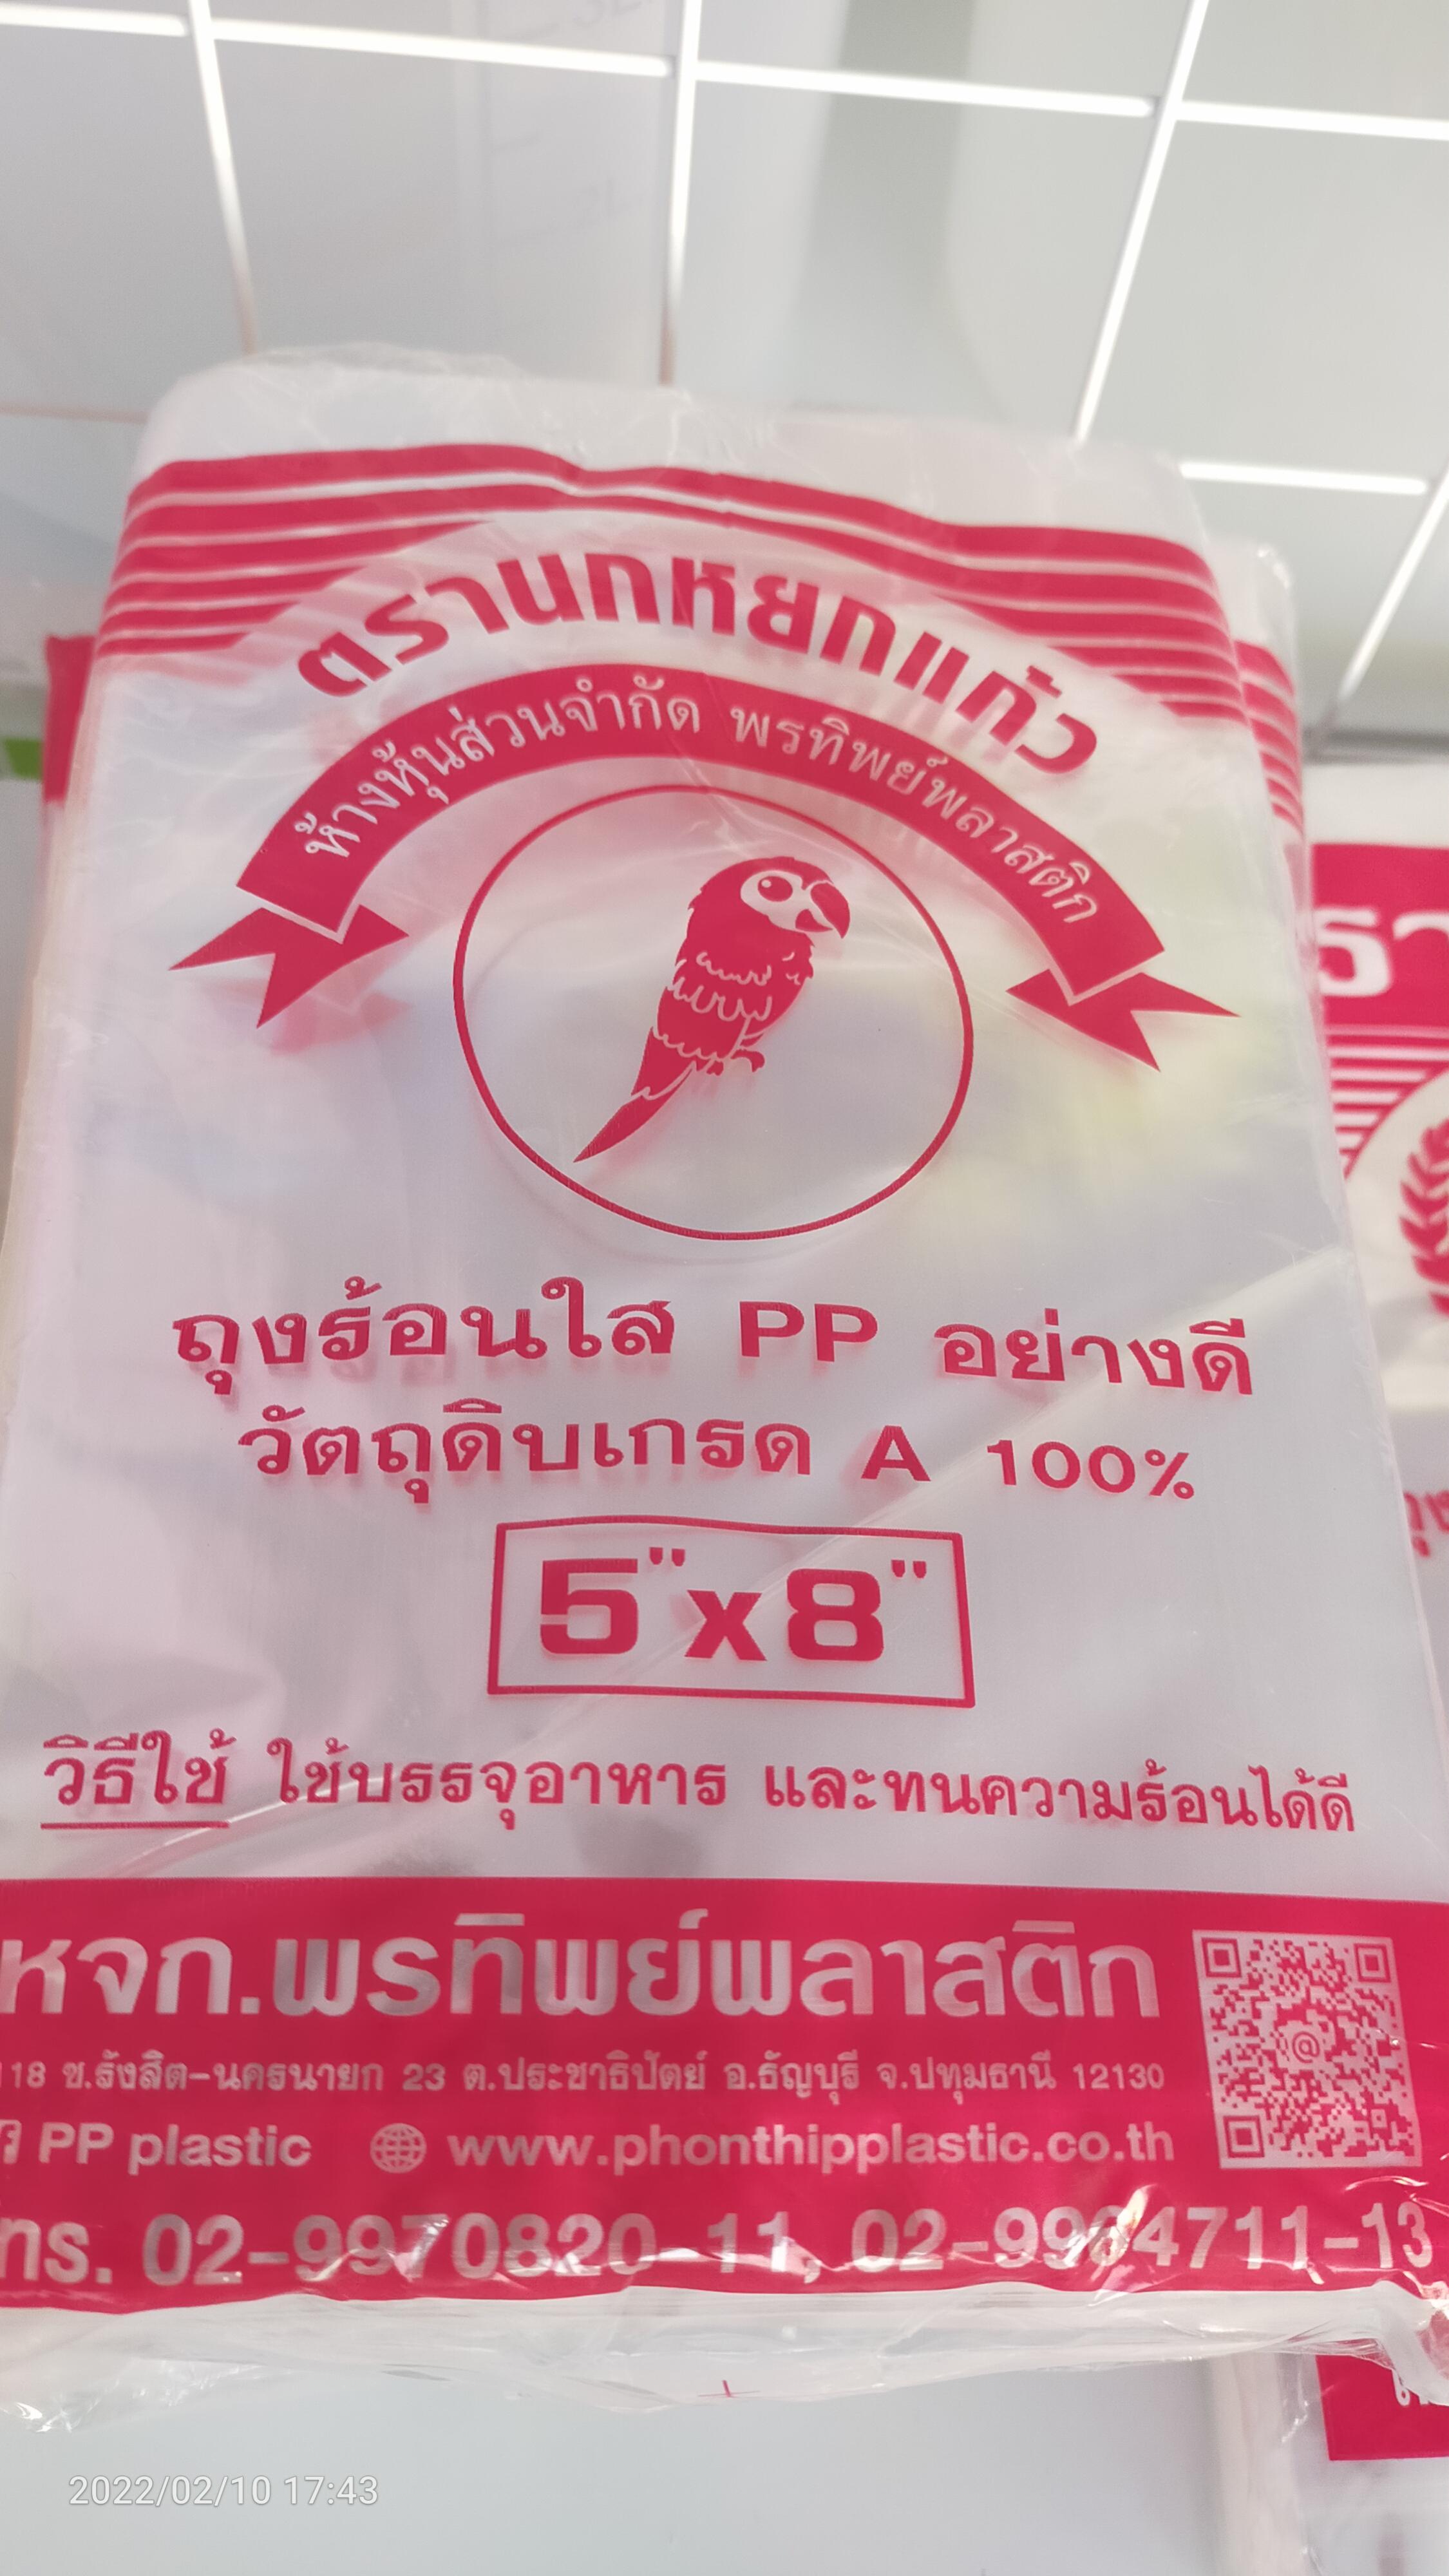 ตรานกหยกแก้ว
ห้างหุ้นส่วนจำกัด พรทิพย์พลาสติก
ถุงร้อนใส PP อย่างดี
วัตถุดิบเกรด A 100%
5"x8"
วิธีใช้ ใช้บรรจุอาหาร และทนความร้อนได้ดี
หจก.พรทิพย์พลาสติก
118 ซ.รังสิต-นครนายก 23 ต.ประชาธิปัตย์ อ.ธัญบุรี จ.ปทุมธานี 12130
PP plastic www.phonthipplastic.co.th
โทร. 02-9970820-11, 02-9964711-13
2022/02/10 17:43